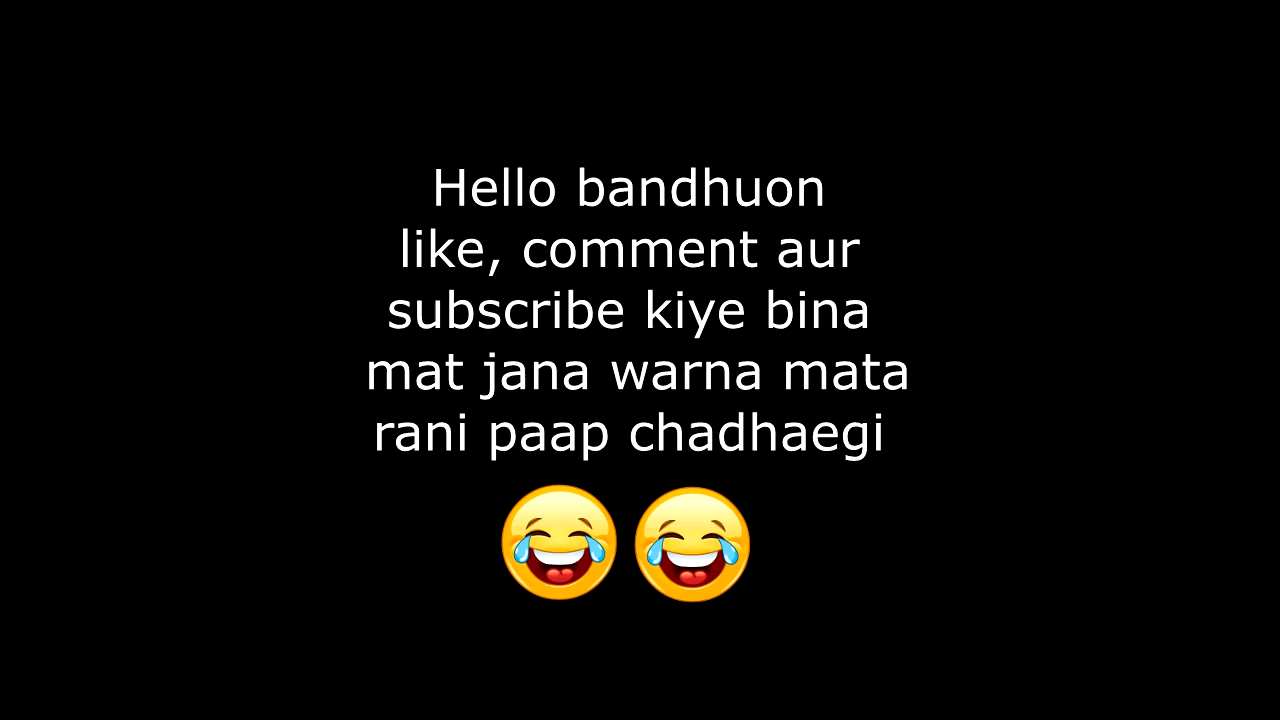 Hello bandhuon
like, comment aur
subscribe kiye bina
mat jana warna mata
rani paap chadhaegi